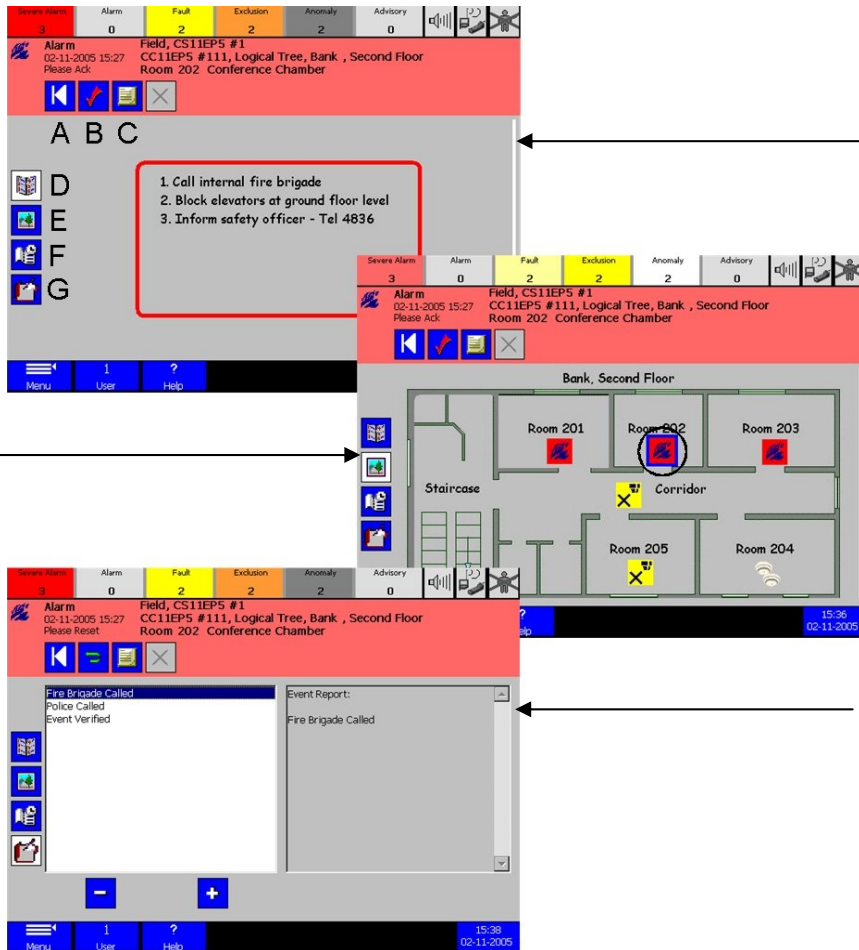 Severe Alarm Alarm Fault Exclusion Anomaly Advisory
3 0 2 2 2 0
Alarm Field, CS11EP5 #1
02-11-2005 15:27 CC11EP5 #111, Logical Tree, Bank , Second Floor
Please Ack Room 202 Conference Chamber
A B C
D
E
F
G
1. Call internal fire brigade
2. Block elevators at ground floor level
3. Inform safety officer - Tel 4836
Menu 1 User ? Help
Severe Alarm Alarm Fault Exclusion Anomaly Advisory
3 0 2 2 2 0
Alarm Field, CS11EP5 #1
02-11-2005 15:27 CC11EP5 #111, Logical Tree, Bank , Second Floor
Please Ack Room 202 Conference Chamber
Bank, Second Floor
Room 201 Room 202 Room 203
Staircase Corridor
Room 205 Room 204
? 15:36
02-11-2005
Severe Alarm Alarm Fault Exclusion Anomaly Advisory
3 0 2 2 2 0
Alarm Field, CS11EP5 #1
02-11-2005 15:27 CC11EP5 #111, Logical Tree, Bank , Second Floor
Please Reset Room 202 Conference Chamber
Fire Brigade Called
Police Called
Event Verified
Event Report:
Fire Brigade Called
- +
Menu 1 User ? Help 15:38
02-11-2005